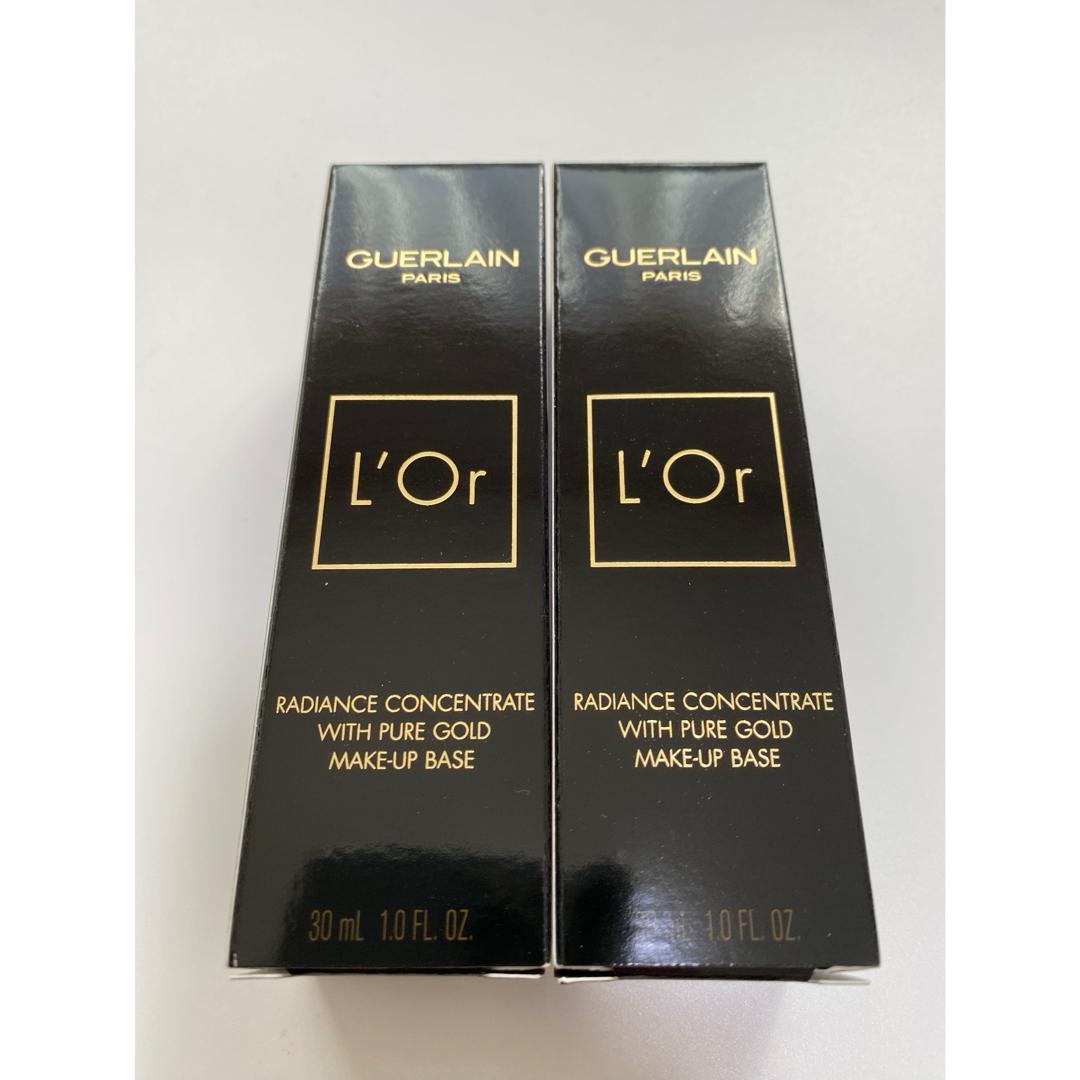 GUERLAIN
PARIS
L'Or
RADIANCE CONCENTRATE
WITH PURE GOLD
MAKE-UP BASE
30 mL 1.0 FL. OZ.
GUERLAIN
PARIS
L'Or
RADIANCE CONCENTRATE
WITH PURE GOLD
MAKE-UP BASE
1.0 FL. OZ.